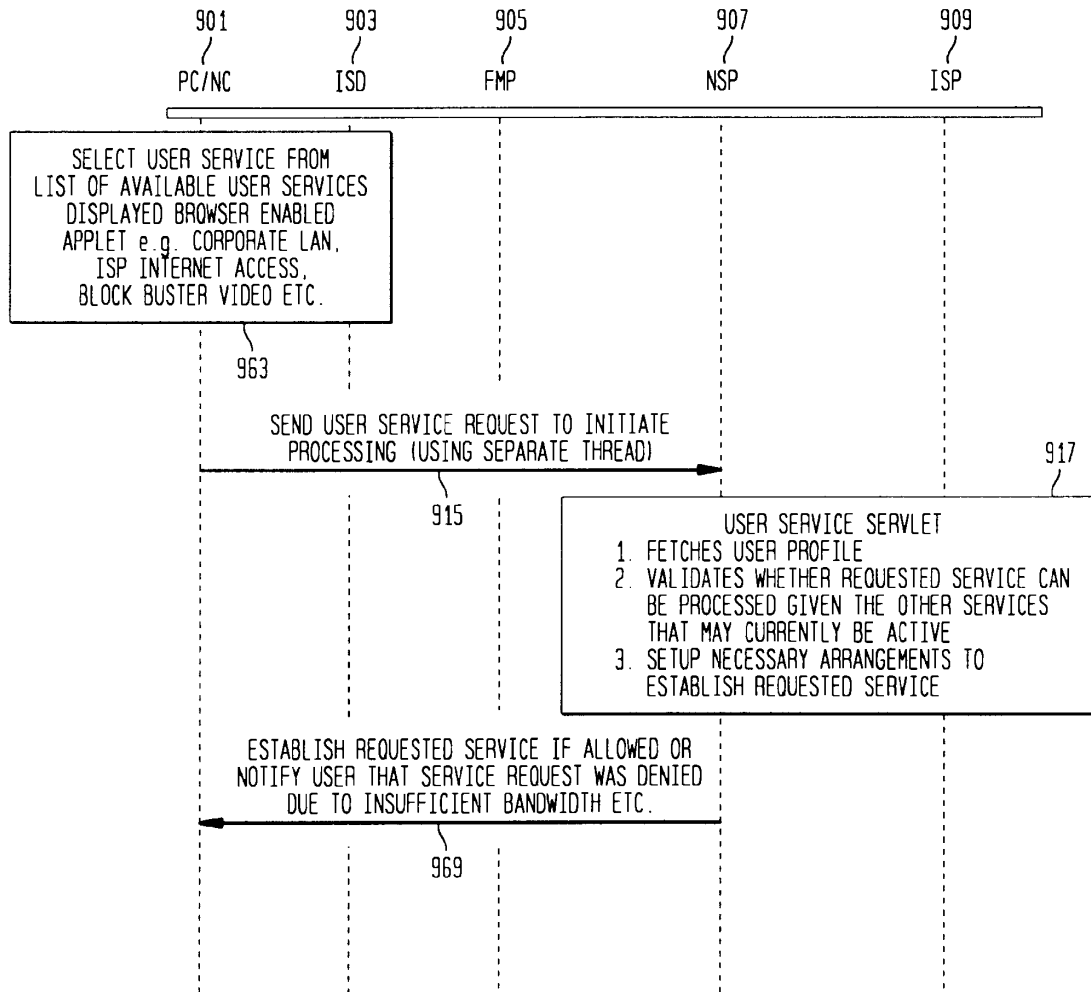 901 903 905 907 909
PC/NC ISD FMP NSP ISP
SELECT USER SERVICE FROM
LIST OF AVAILABLE USER SERVICES
DISPLAYED BROWSER ENABLED
APPLET e.g. CORPORATE LAN,
ISP INTERNET ACCESS,
BLOCK BUSTER VIDEO ETC.
963
SEND USER SERVICE REQUEST TO INITIATE
PROCESSING (USING SEPARATE THREAD)
915
917
USER SERVICE SERVLET
1. FETCHES USER PROFILE
2. VALIDATES WHETHER REQUESTED SERVICE CAN
BE PROCESSED GIVEN THE OTHER SERVICES
THAT MAY CURRENTLY BE ACTIVE
3. SETUP NECESSARY ARRANGEMENTS TO
ESTABLISH REQUESTED SERVICE
ESTABLISH REQUESTED SERVICE IF ALLOWED OR
NOTIFY USER THAT SERVICE REQUEST WAS DENIED
DUE TO INSUFFICIENT BANDWIDTH ETC.
969